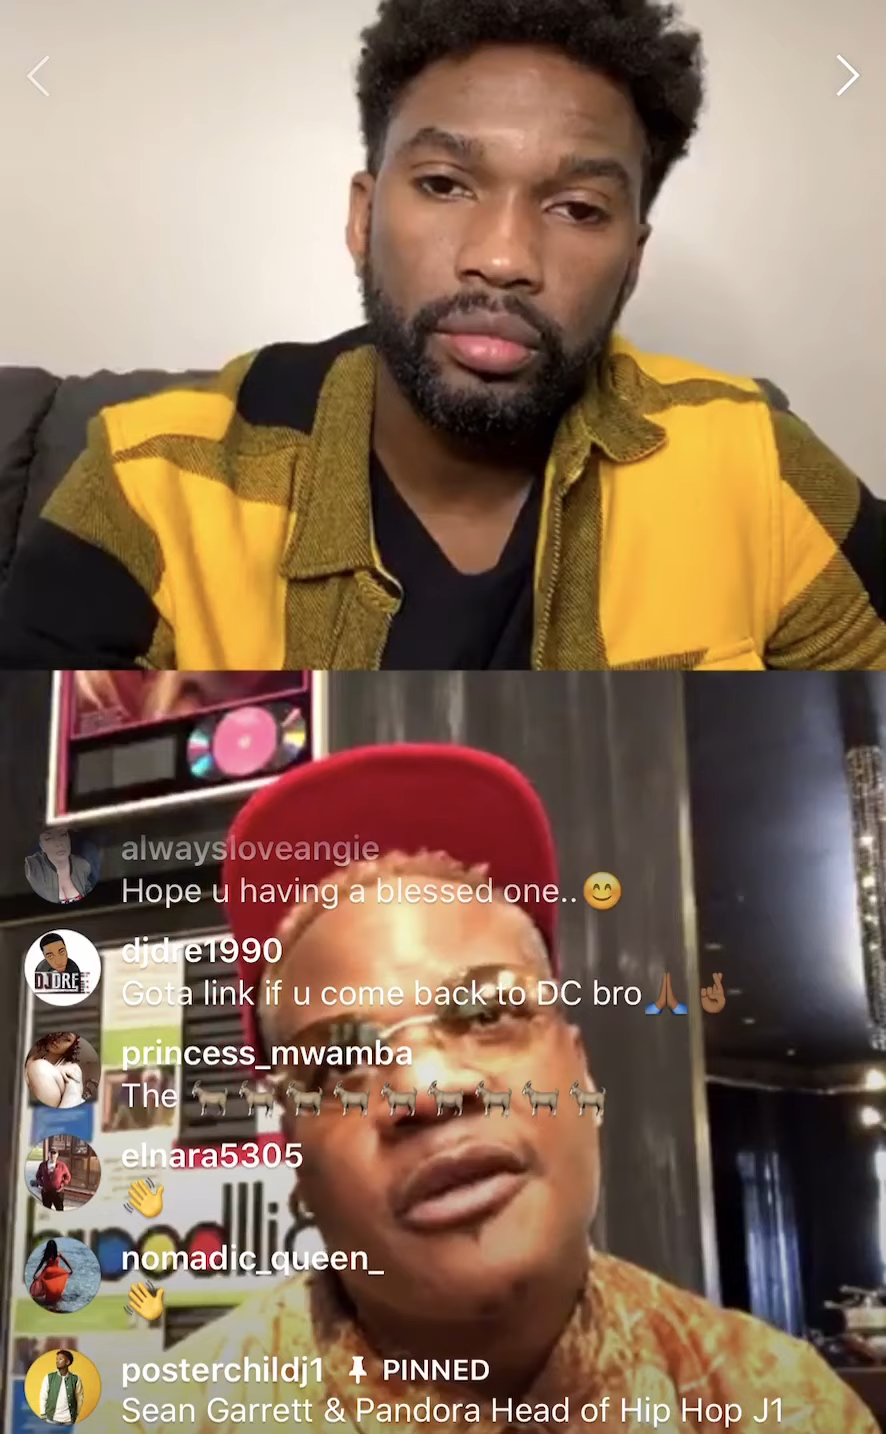 alwaysloveangie
Hope u having a blessed one..😊
djdre1990
DJDRE
Gota link if u come back to DC bro🙏🏾🤞🏾
princess_mwamba
The 🐐🐐🐐🐐🐐🐐🐐🐐🐐
elnara5305
👋
nomadic_queen_
👋
posterchildj1 📌 PINNED
Sean Garrett & Pandora Head of Hip Hop J1